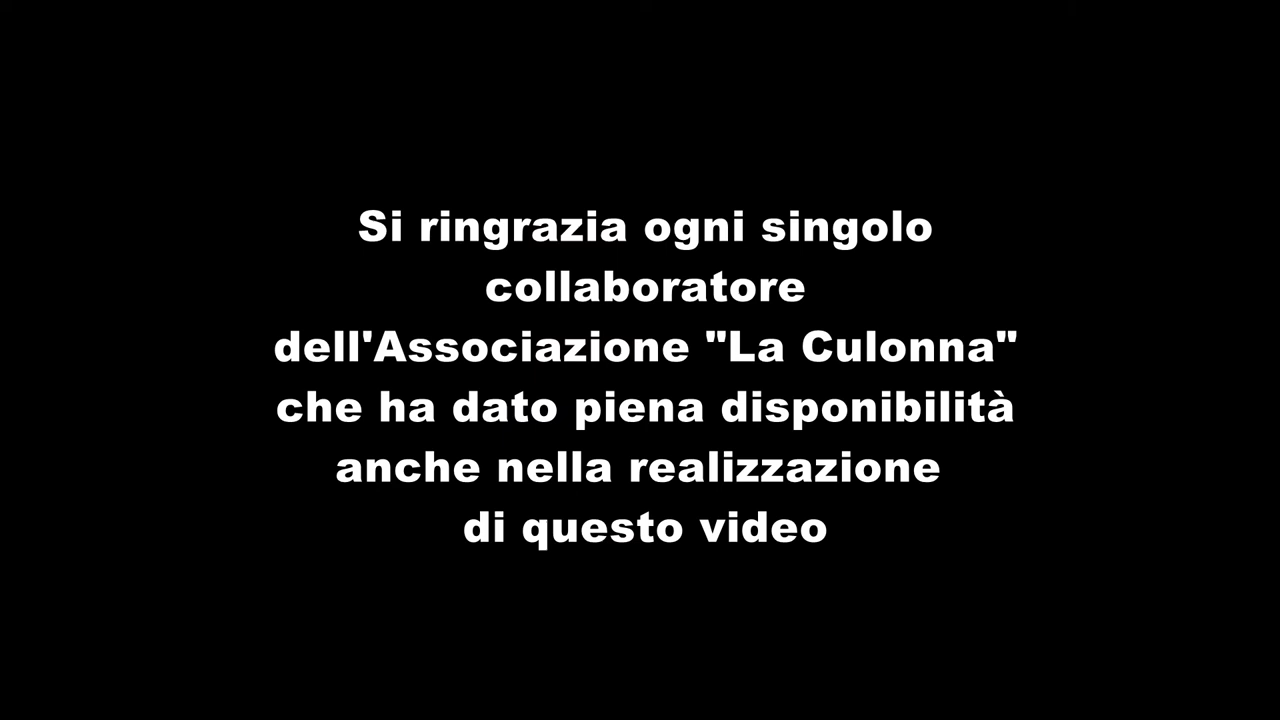 Si ringrazia ogni singolo
collaboratore
dell'Associazione "La Culonna"
che ha dato piena disponibilità
anche nella realizzazione
di questo video